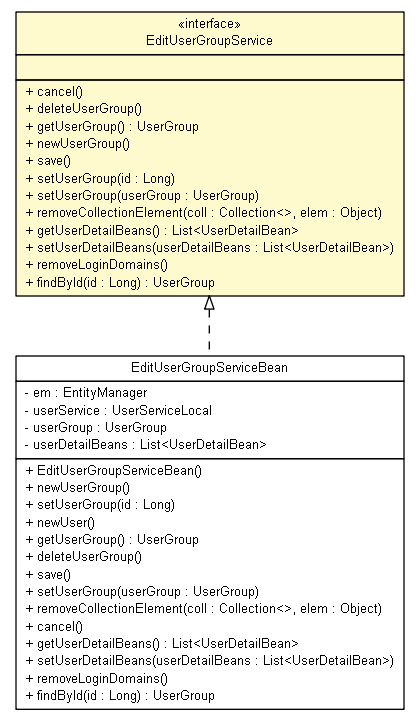 «interface»
EditUserGroupService
+ cancel()
+ deleteUserGroup()
+ getUserGroup() : UserGroup
+ newUserGroup()
+ save()
+ setUserGroup(id : Long)
+ setUserGroup(userGroup : UserGroup)
+ removeCollectionElement(coll : Collection<>, elem : Object)
+ getUserDetailBeans() : List<UserDetailBean>
+ setUserDetailBeans(userDetailBeans : List<UserDetailBean>)
+ removeLoginDomains()
+ findById(id : Long) : UserGroup
EditUserGroupServiceBean
- em : EntityManager
- userService : UserServiceLocal
- userGroup : UserGroup
- userDetailBeans : List<UserDetailBean>
+ EditUserGroupServiceBean()
+ newUserGroup()
+ setUserGroup(id : Long)
+ newUser()
+ getUserGroup() : UserGroup
+ deleteUserGroup()
+ save()
+ setUserGroup(userGroup : UserGroup)
+ removeCollectionElement(coll : Collection<>, elem : Object)
+ cancel()
+ getUserDetailBeans() : List<UserDetailBean>
+ setUserDetailBeans(userDetailBeans : List<UserDetailBean>)
+ removeLoginDomains()
+ findById(id : Long) : UserGroup